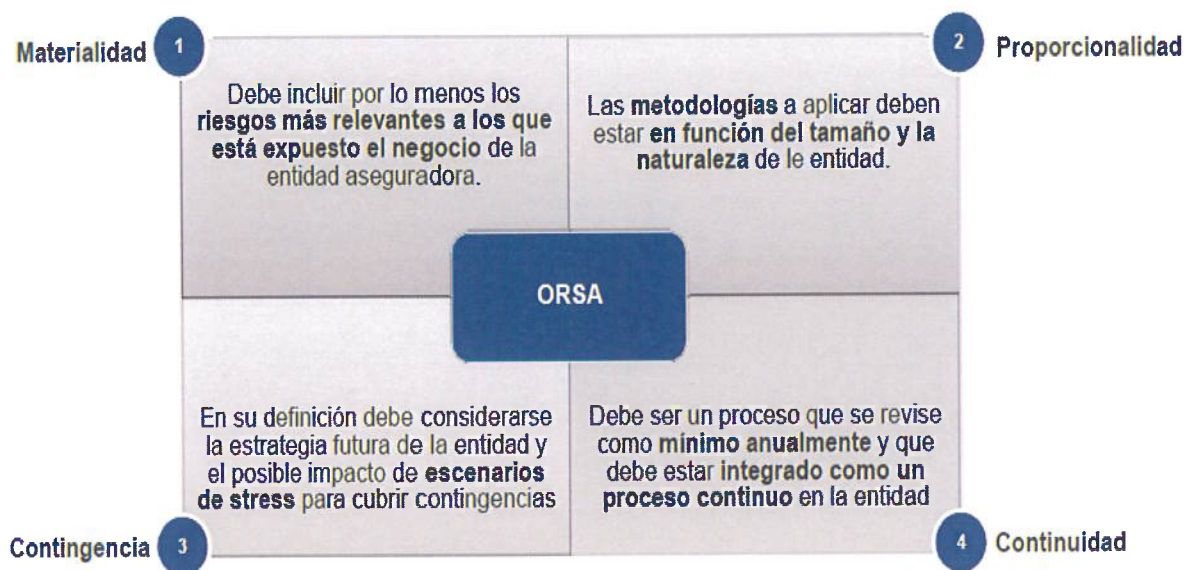 Materialidad 1
Debe incluir por lo menos los
riesgos más relevantes a los que
está expuesto el negocio de la
entidad aseguradora.
2 Proporcionalidad
Las metodologías a aplicar deben
estar en función del tamaño y la
naturaleza de le entidad.
ORSA
En su definición debe considerarse
la estrategia futura de la entidad y
el posible impacto de escenarios
de stress para cubrir contingencias
Contingencia 3
Debe ser un proceso que se revise
como mínimo anualmente y que
debe estar integrado como un
proceso continuo en la entidad
4 Continuidad